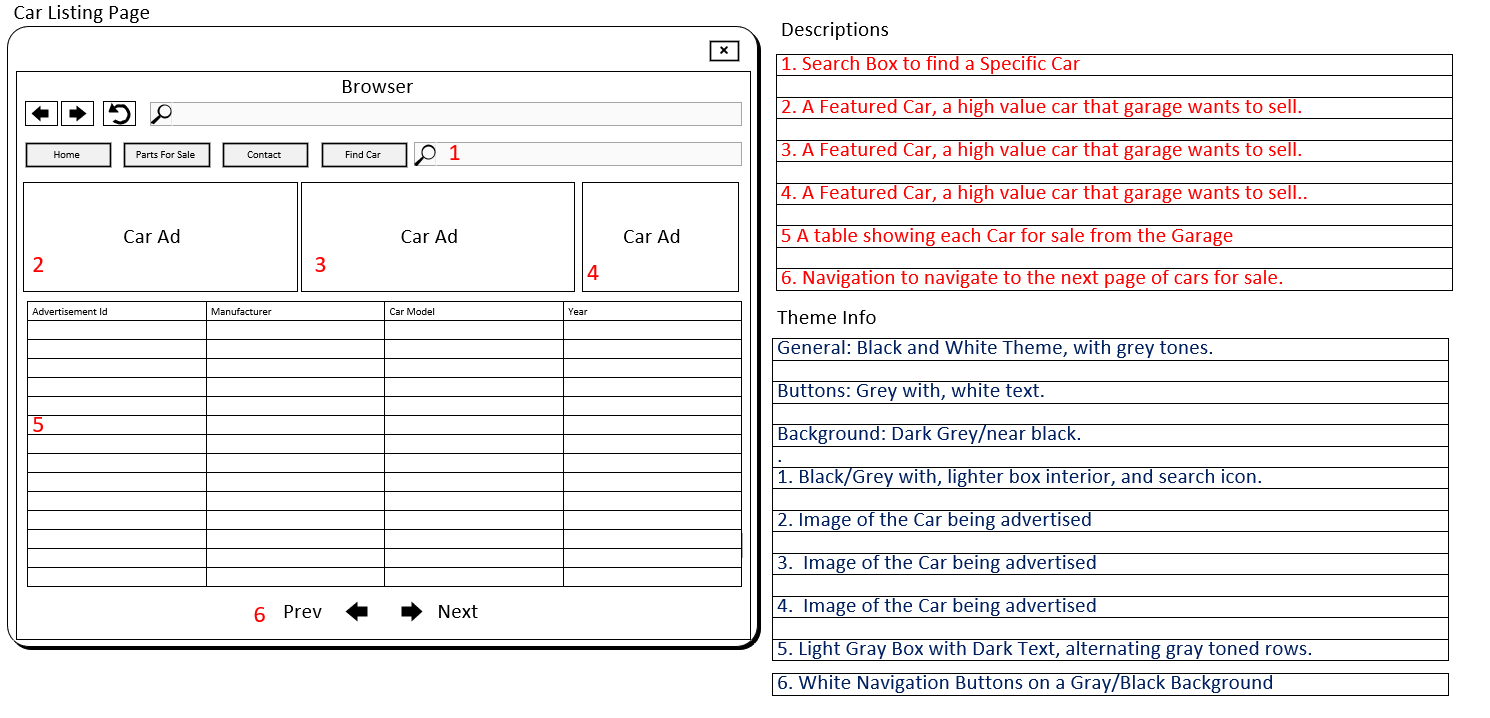 Car Listing Page
Browser
Home
Parts For Sale
Contact
Find Car
1
Car Ad
Car Ad
Car Ad
2
3
4
Advertisement Id
Manufacturer
Car Model
Year
5
6
Prev
Next
Descriptions
1. Search Box to find a Specific Car
2. A Featured Car, a high value car that garage wants to sell.
3. A Featured Car, a high value car that garage wants to sell.
4. A Featured Car, a high value car that garage wants to sell..
5 A table showing each Car for sale from the Garage
6. Navigation to navigate to the next page of cars for sale.
Theme Info
General: Black and White Theme, with grey tones.
Buttons: Grey with, white text.
Background: Dark Grey/near black.
.
1. Black/Grey with, lighter box interior, and search icon.
2. Image of the Car being advertised
3.  Image of the Car being advertised
4.  Image of the Car being advertised
5. Light Gray Box with Dark Text, alternating gray toned rows.
6. White Navigation Buttons on a Gray/Black Background